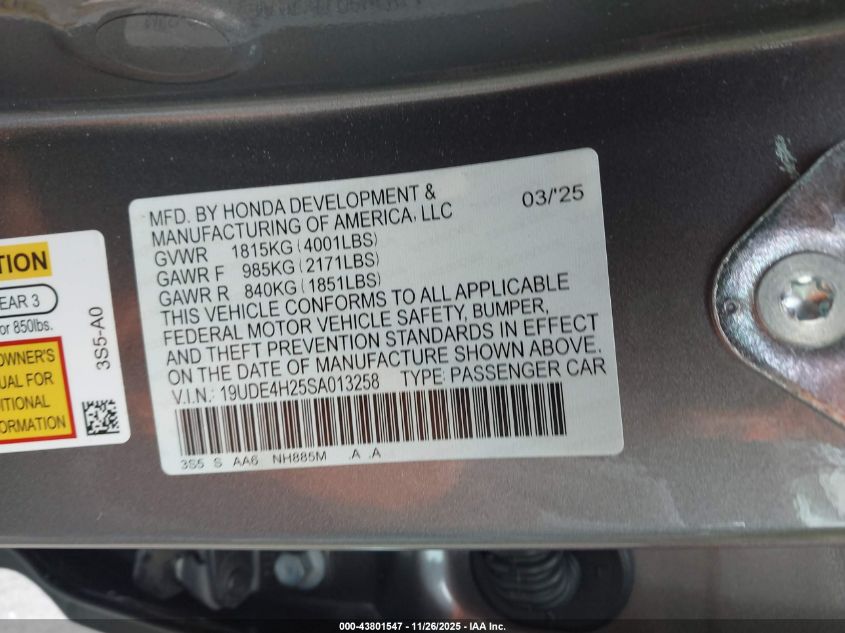 MFD. BY HONDA DEVELOPMENT &
MANUFACTURING OF AMERICA, LLC
03/'25
GVWR 1815KG (4001LBS)
GAWR F 985KG (2171LBS)
GAWR R 840KG (1851LBS)
THIS VEHICLE CONFORMS TO ALL APPLICABLE
FEDERAL MOTOR VEHICLE SAFETY, BUMPER,
AND THEFT PREVENTION STANDARDS IN EFFECT
ON THE DATE OF MANUFACTURE SHOWN ABOVE.
V.I.N.: 19UDE4H25SA013258 TYPE: PASSENGER CAR
3S5 S AA6 NH885M .A .A
TION
EAR 3
or 850lbs.
OWNER'S
UAL FOR
ITIONAL
FORMATION
3S5-A0
000-43801547 - 11/26/2025 - IAA Inc.